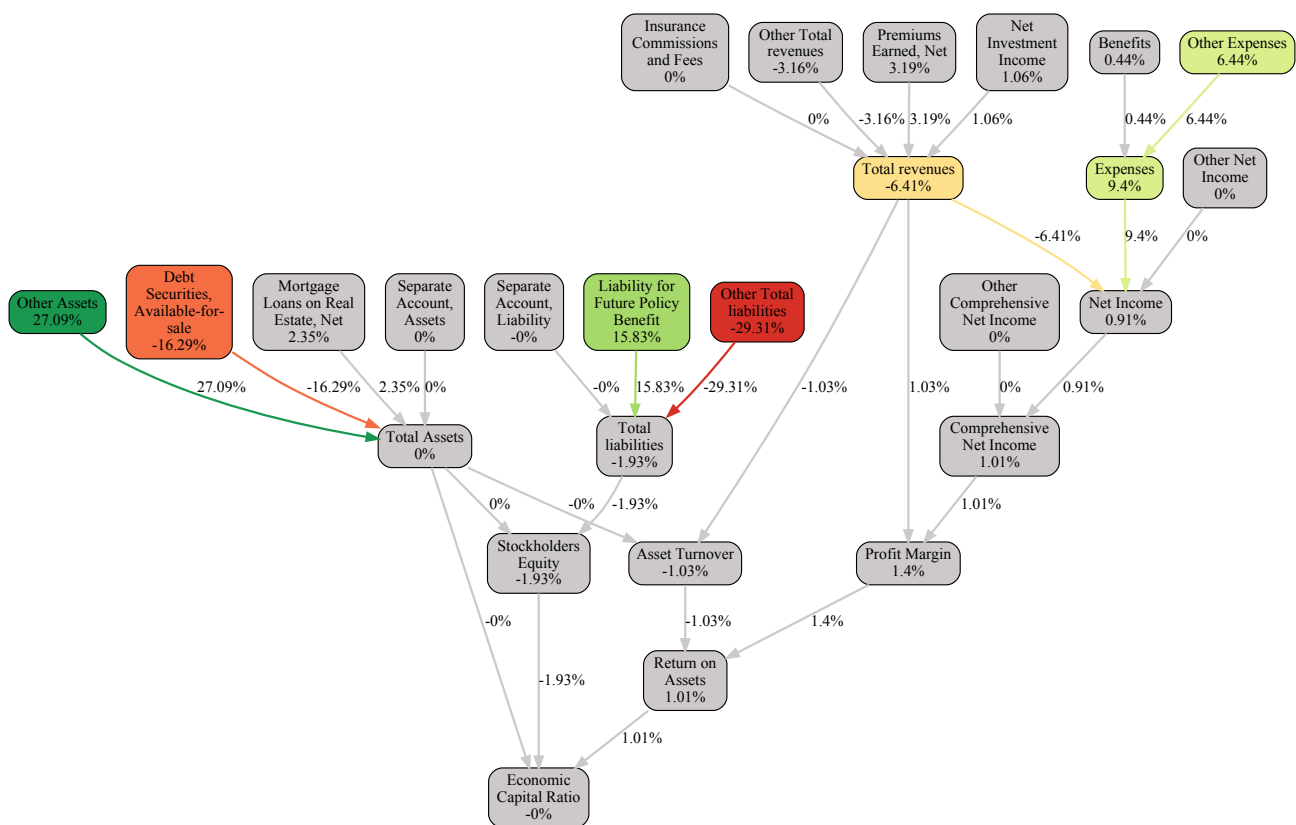 Insurance
Commissions
and Fees
0%
Other Total
revenues
-3.16%
Premiums
Earned, Net
3.19%
Net
Investment
Income
1.06%
Benefits
0.44%
Other Expenses
6.44%
0%
-3.16%
3.19%
1.06%
0.44%
6.44%
Total revenues
-6.41%
Expenses
9.4%
Other Net
Income
0%
-6.41%
9.4%
0%
Other Assets
27.09%
Debt
Securities,
Available-for-
sale
-16.29%
Mortgage
Loans on Real
Estate, Net
2.35%
Separate
Account,
Assets
0%
Separate
Account,
Liability
-0%
Liability for
Future Policy
Benefit
15.83%
Other Total
liabilities
-29.31%
Other
Comprehensive
Net Income
0%
Net Income
0.91%
27.09%
-16.29%
2.35%
0%
-0%
15.83%
-29.31%
-1.03%
1.03%
0%
0.91%
Total Assets
0%
Total
liabilities
-1.93%
Comprehensive
Net Income
1.01%
0%
-0%
-1.93%
1.01%
Stockholders
Equity
-1.93%
Asset Turnover
-1.03%
Profit Margin
1.4%
-0%
-1.03%
1.4%
-1.93%
Return on
Assets
1.01%
1.01%
Economic
Capital Ratio
-0%